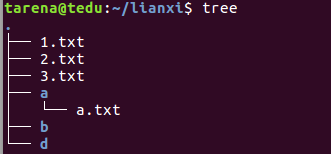 tarena@tedu:~/lianxi$ tree
.
├── 1.txt
├── 2.txt
├── 3.txt
├── a
│   └── a.txt
├── b
└── d